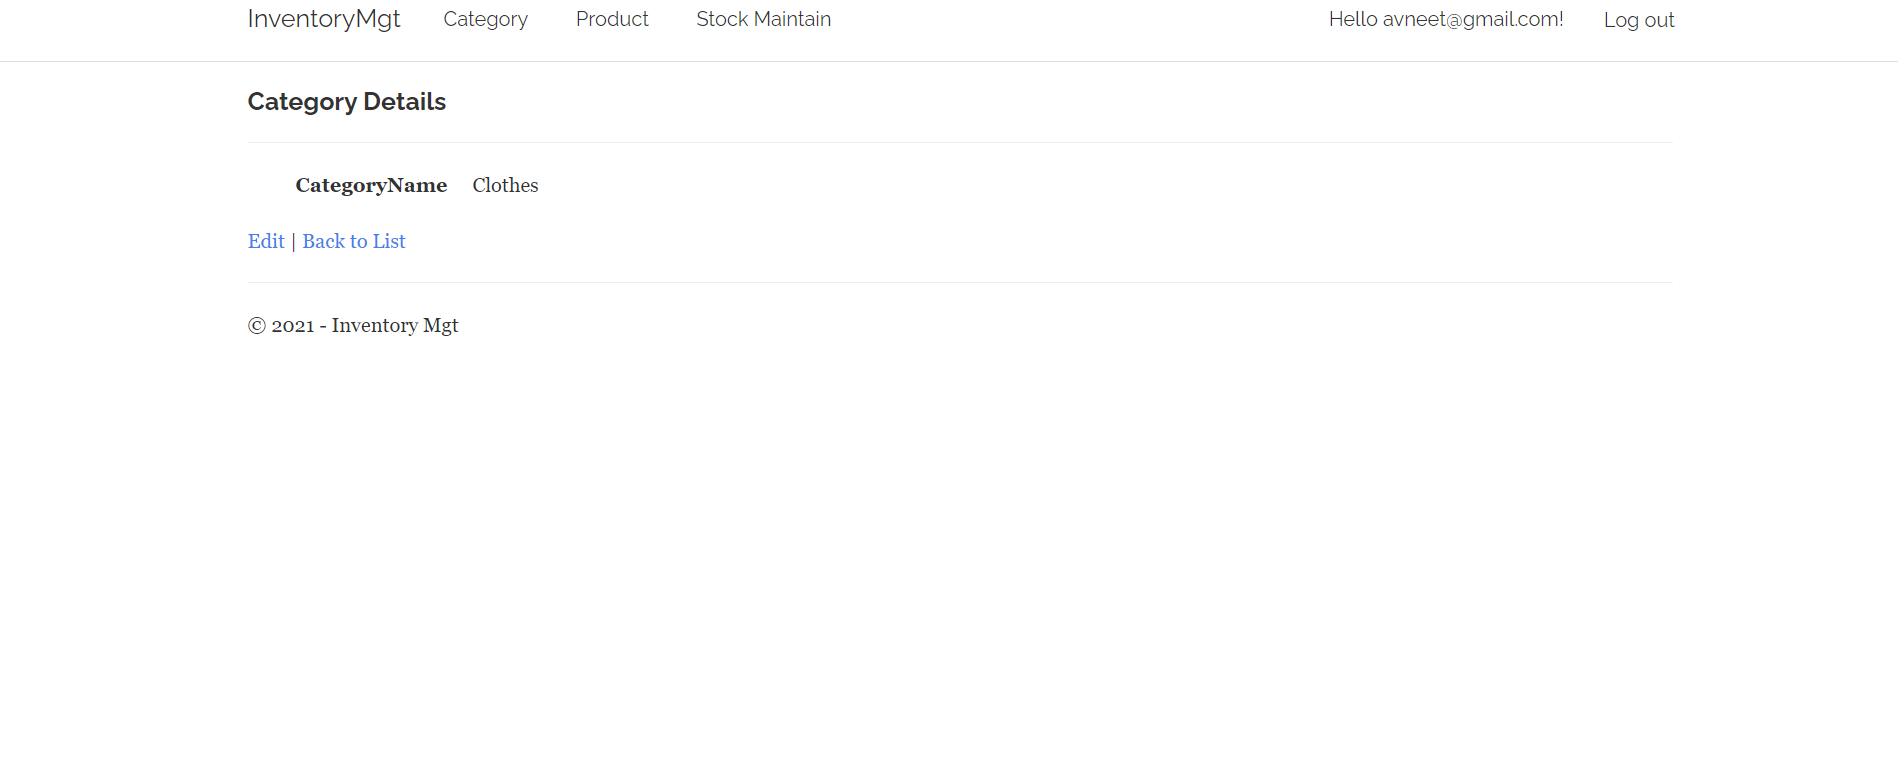 InventoryMgt Category Product Stock Maintain Hello avneet@gmail.com! Log out
Category Details
CategoryName Clothes
Edit | Back to List
© 2021 - Inventory Mgt